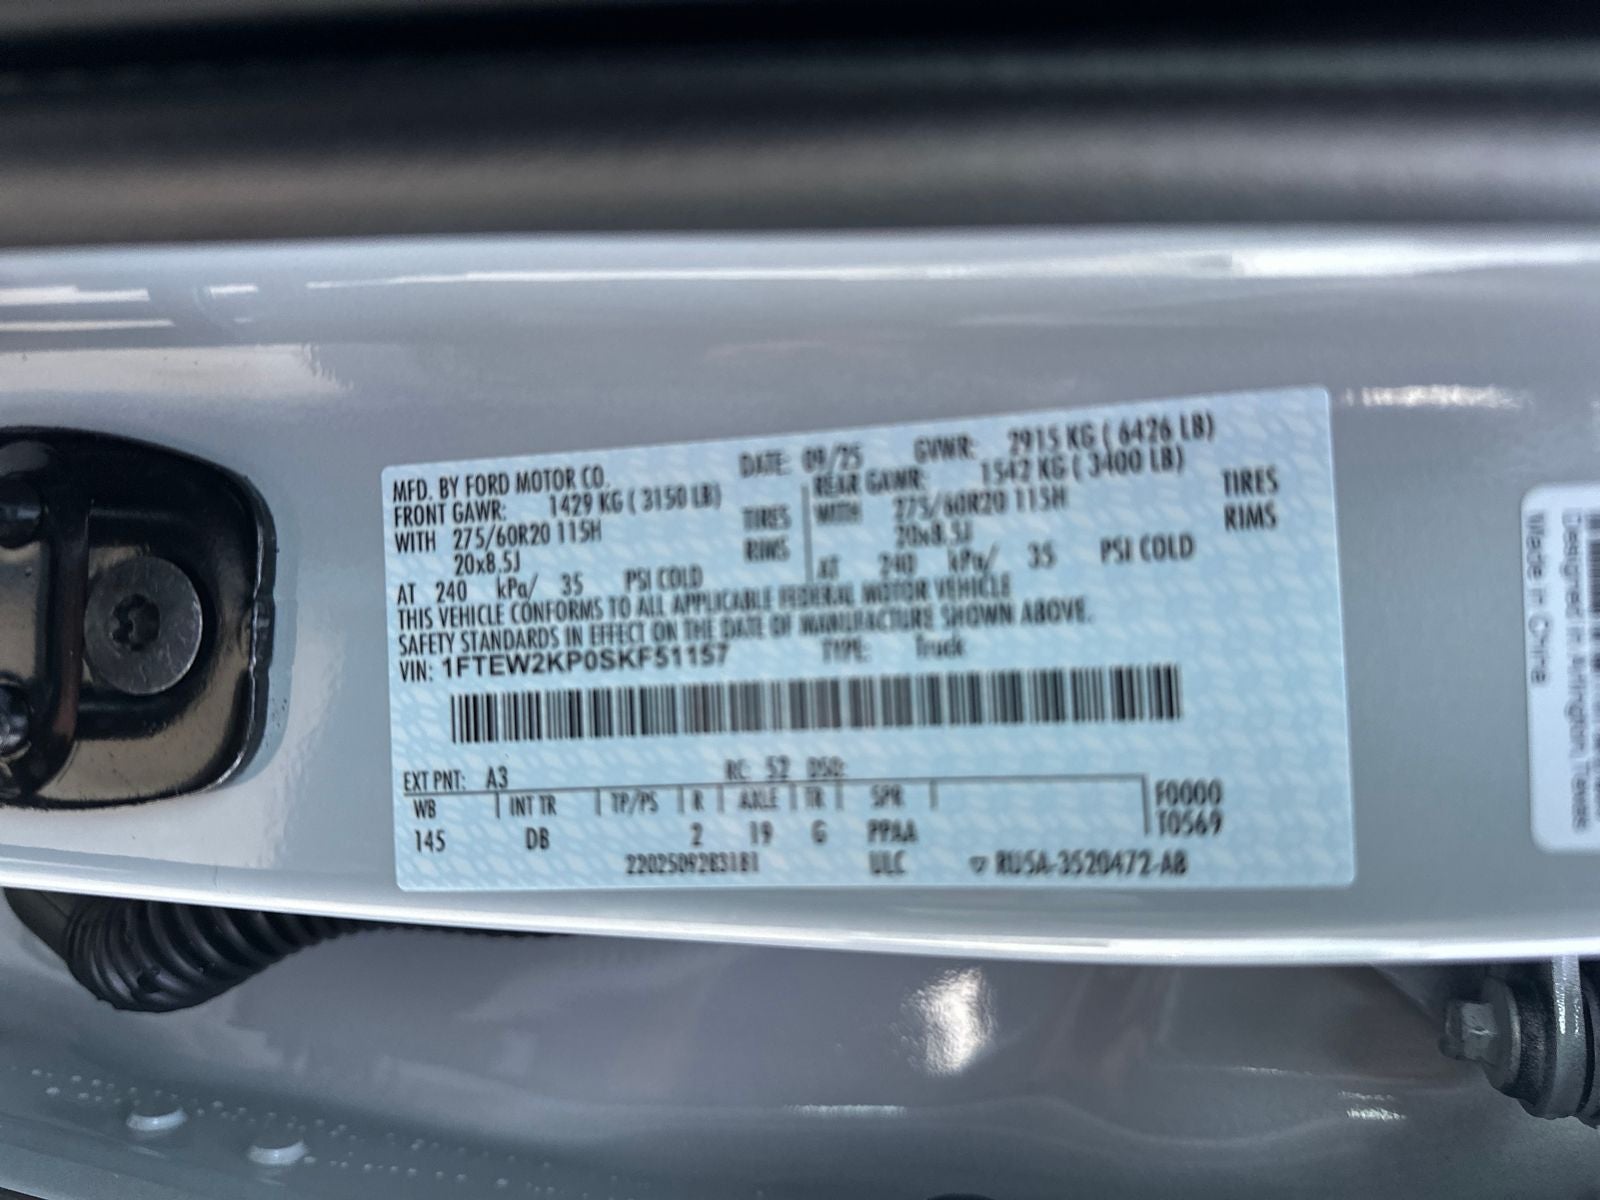 MFD. BY FORD MOTOR CO. DATE: 09/25 GVWR: 2915 KG ( 6426 LB)
FRONT GAWR: 1429 KG ( 3150 LB) REAR GAWR: 1542 KG ( 3400 LB)
WITH 275/60R20 115H TIRES WITH 275/60R20 115H TIRES
20x8.5J RIMS 20x8.5J RIMS
AT 240 kPa/ 35 PSI COLD AT 240 kPa/ 35 PSI COLD
THIS VEHICLE CONFORMS TO ALL APPLICABLE FEDERAL MOTOR VEHICLE
SAFETY STANDARDS IN EFFECT ON THE DATE OF MANUFACTURE SHOWN ABOVE.
VIN: 1FTEW2KP0SKF51157 TYPE: Truck
EXT PNT: A3 RC: 52 DSO:
WB INT TR TP/PS R AXLE TR SPR F0000
145 DB 2 19 G PPAA T0569
2202509283181 ULC RU5A-3520472-AB
Designed in Arlington Texas
Made in China